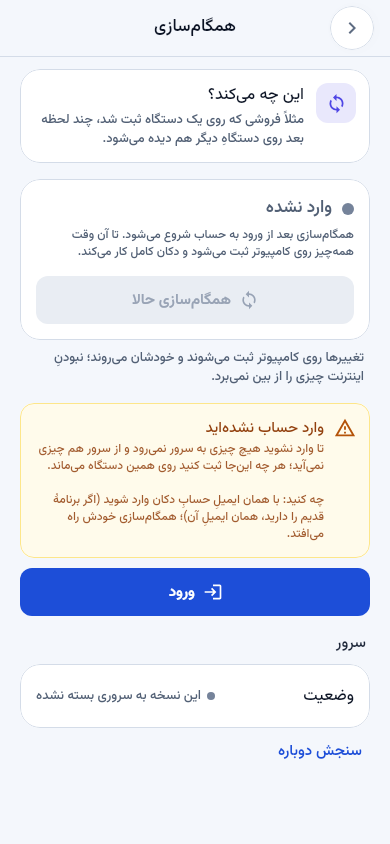 همگام‌سازی
این چه می‌کند؟
مثلاً فروشی که روی یک دستگاه ثبت شد، چند لحظه
بعد روی دستگاهِ دیگر هم دیده می‌شود.
وارد نشده
همگام‌سازی بعد از ورود به حساب شروع می‌شود. تا آن وقت
همه‌چیز روی کامپیوتر ثبت می‌شود و دکان کامل کار می‌کند.
همگام‌سازی حالا
تغییرها روی کامپیوتر ثبت می‌شوند و خودشان می‌روند؛ نبودنِ
اینترنت چیزی را از بین نمی‌برد.
وارد حساب نشده‌اید
تا وارد نشوید هیچ چیزی به سرور نمی‌رود و از سرور هم چیزی
نمی‌آید؛ هر چه این‌جا ثبت کنید روی همین دستگاه می‌ماند.
چه کنید: با همان ایمیلِ حسابِ دکان وارد شوید (اگر برنامهٔ
قدیم را دارید، همان ایمیلِ آن)؛ همگام‌سازی خودش راه
می‌افتد.
ورود
سرور
وضعیت
این نسخه به سروری بسته نشده
سنجش دوباره